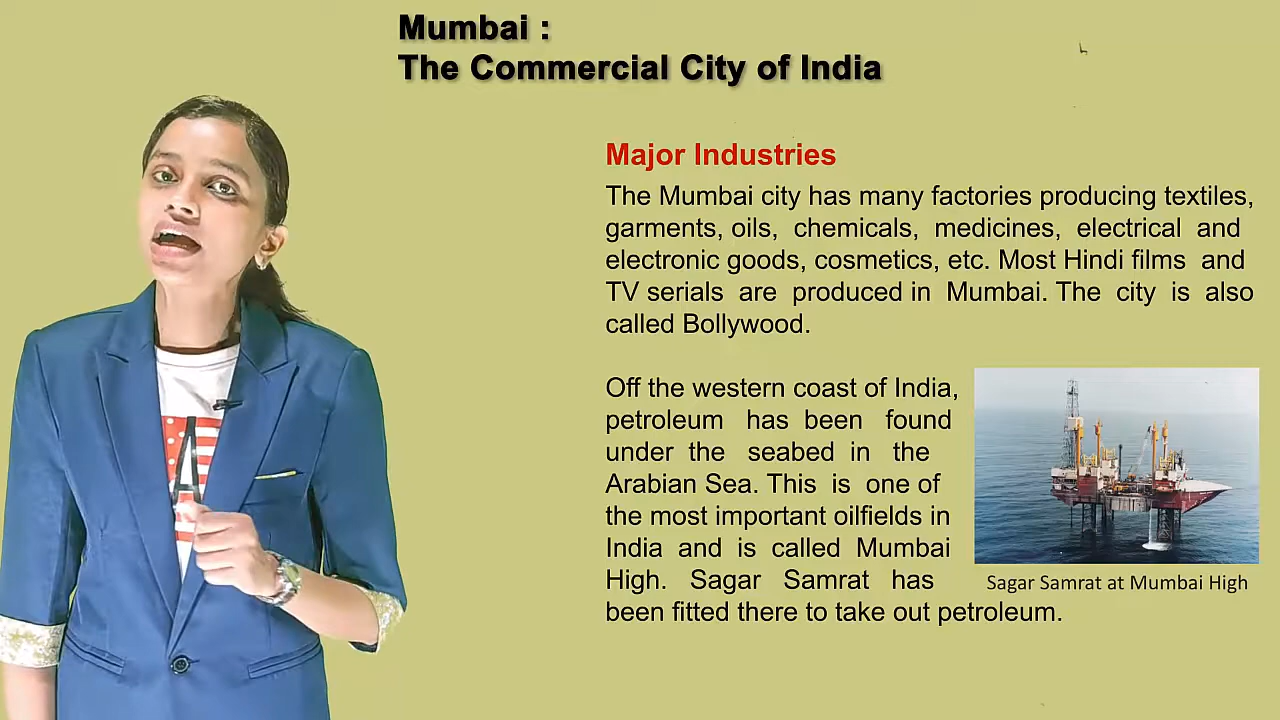 Mumbai :
The Commercial City of India
Major Industries
The Mumbai city has many factories producing textiles,
garments, oils, chemicals, medicines, electrical and
electronic goods, cosmetics, etc. Most Hindi films and
TV serials are produced in Mumbai. The city is also
called Bollywood.
Off the western coast of India,
petroleum has been found
under the seabed in the
Arabian Sea. This is one of
the most important oilfields in
India and is called Mumbai
High. Sagar Samrat has
been fitted there to take out petroleum.
Sagar Samrat at Mumbai High